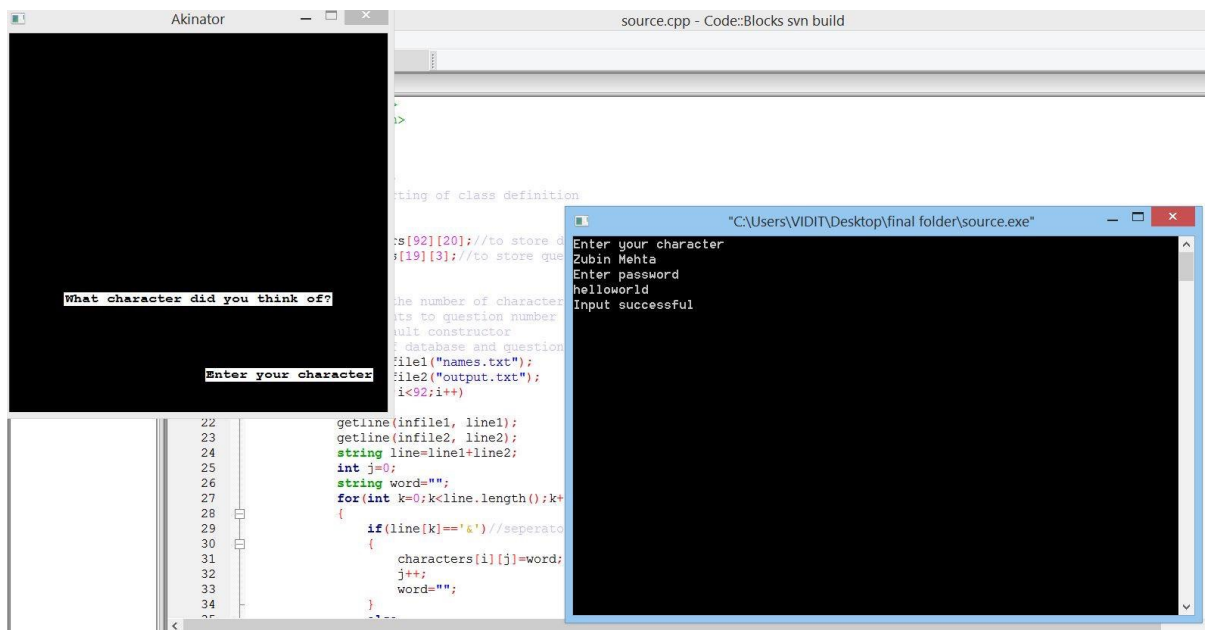 Akinator
source.cpp - Code::Blocks svn build
>
>
ting of class definition
rs[92][20];//to store d
[19][3];//to store que
the number of character
ts to question number
ult constructor
database and question
file1("names.txt");
file2("output.txt");
i<92;i++)
22 getline(infile1, line1);
23 getline(infile2, line2);
24 string line=line1+line2;
25 int j=0;
26 string word="";
27 for(int k=0;k<line.length();k+
28 {
29 if(line[k]=='&')//seperato
30 {
31 characters[i][j]=word;
32 j++;
33 word="";
34 }
What character did you think of?
Enter your character
"C:\Users\VIDIT\Desktop\final folder\source.exe"
Enter your character
Zubin Mehta
Enter password
helloworld
Input successful